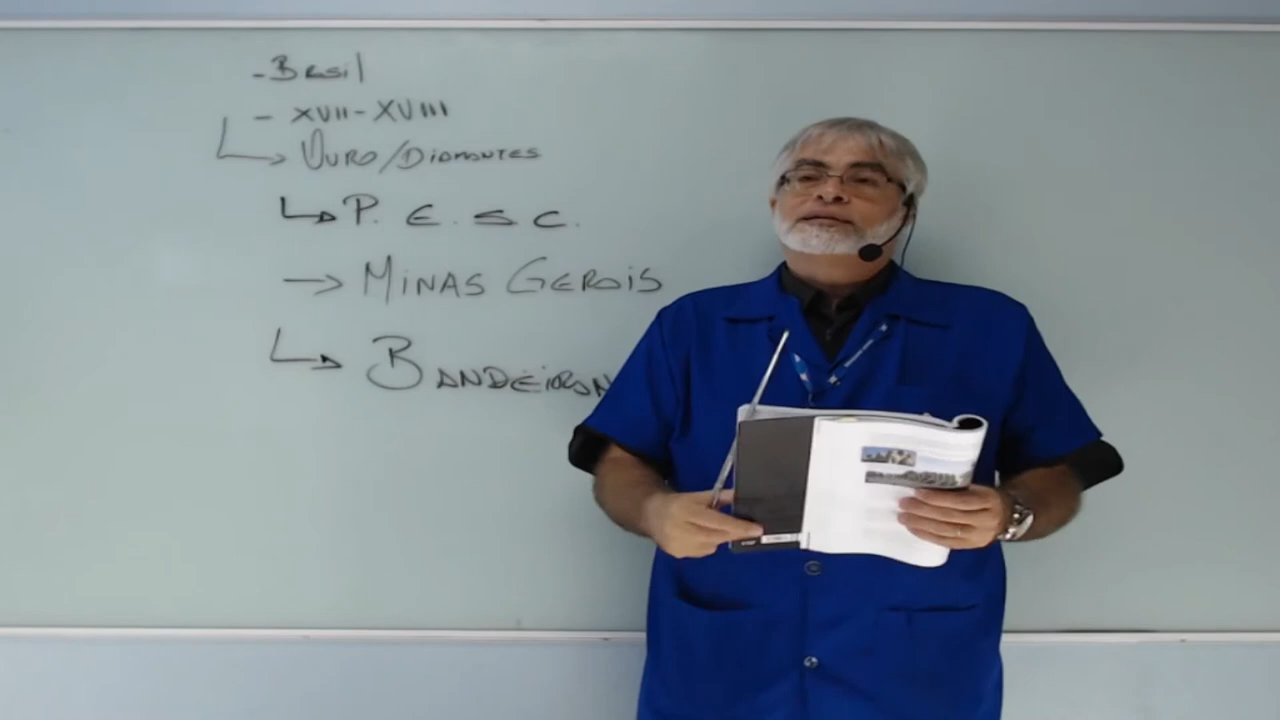 - Brasil
- XVII - XVIII
↳ Ouro/Diamantes
↳ P. E. S C.
→ Minas Gerais
↳ Bandeiran